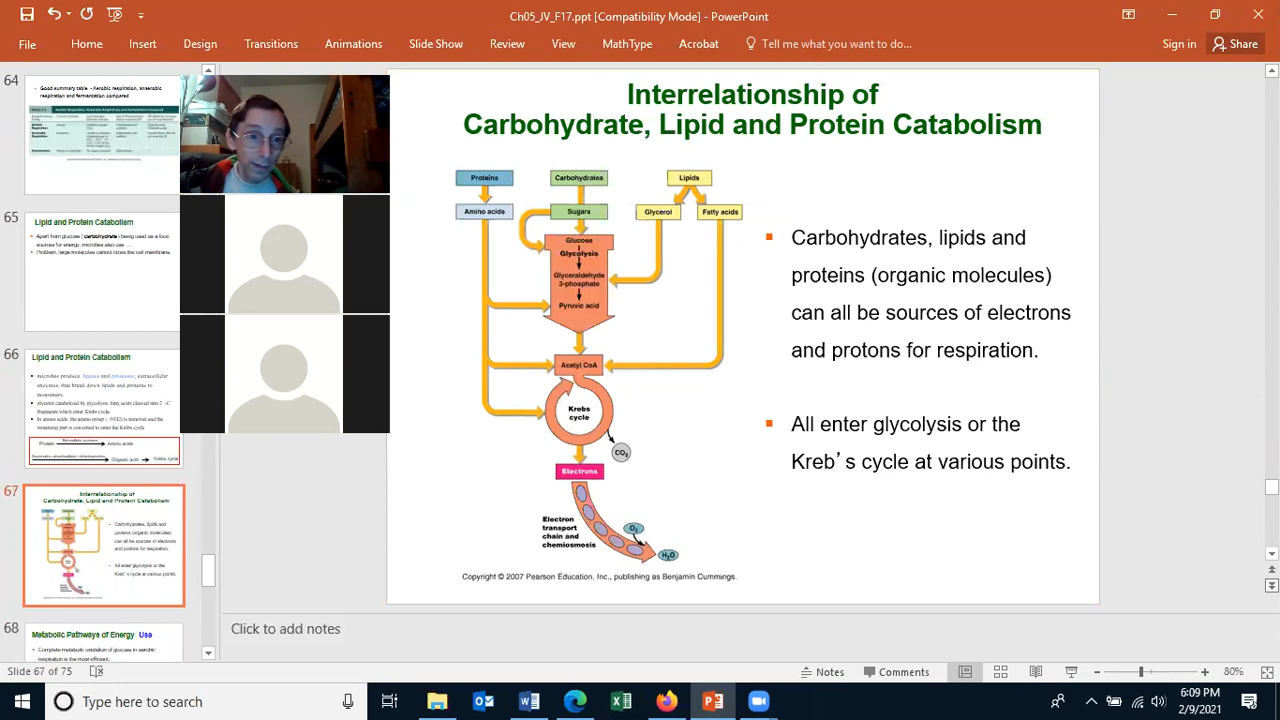 Ch05_JV_F17.ppt [Compatibility Mode] - PowerPoint
File Home Insert Design Transitions Animations Slide Show Review View MathType Acrobat Tell me what you want to do... Sign in Share
64
Good summary table - Aerobic respiration, anaerobic
respiration and fermentation compared
65
Lipid and Protein Catabolism
Apart from glucose (carbohydrate) being used as a food
sources for energy, microbes also use ....
Problem, large molecules cannot cross the cell membrane
66
Lipid and Protein Catabolism
microbes produce lipases and proteases, extracellular
enzymes, that break down lipids and proteins to
monomers.
glycerol catabolized by glycolysis, fatty acids cleaved into 2 -C
fragments which enter Krebs cycle
In amino acids, the amino group (-NH2) is removed and the
remaining part is converted to enter the Krebs cycle
Protein Amino acids
Organic acid Krebs cycle
67
Interrelationship of
Carbohydrate, Lipid and Protein Catabolism
Carbohydrates, lipids and
proteins (organic molecules)
can all be sources of electrons
and protons for respiration.
All enter glycolysis or the
Kreb's cycle at various points.
68
Metabolic Pathways of Energy Use
Complete metabolic oxidation of glucose in aerobic
respiration is the most efficient.
Interrelationship of
Carbohydrate, Lipid and Protein Catabolism
Proteins Carbohydrates Lipids
Amino acids Sugars Glycerol Fatty acids
Glucose
Glycolysis
Glyceraldehyde
3-phosphate
Pyruvic acid
Acetyl CoA
Krebs
cycle
CO2
Electrons
Electron
transport
chain and
chemiosmosis
O2
H2O
Copyright © 2007 Pearson Education, Inc., publishing as Benjamin Cummings.
Carbohydrates, lipids and
proteins (organic molecules)
can all be sources of electrons
and protons for respiration.
All enter glycolysis or the
Kreb's cycle at various points.
Click to add notes
Slide 67 of 75 Notes Comments 80%
Type here to search
6:09 PM
2/9/2021